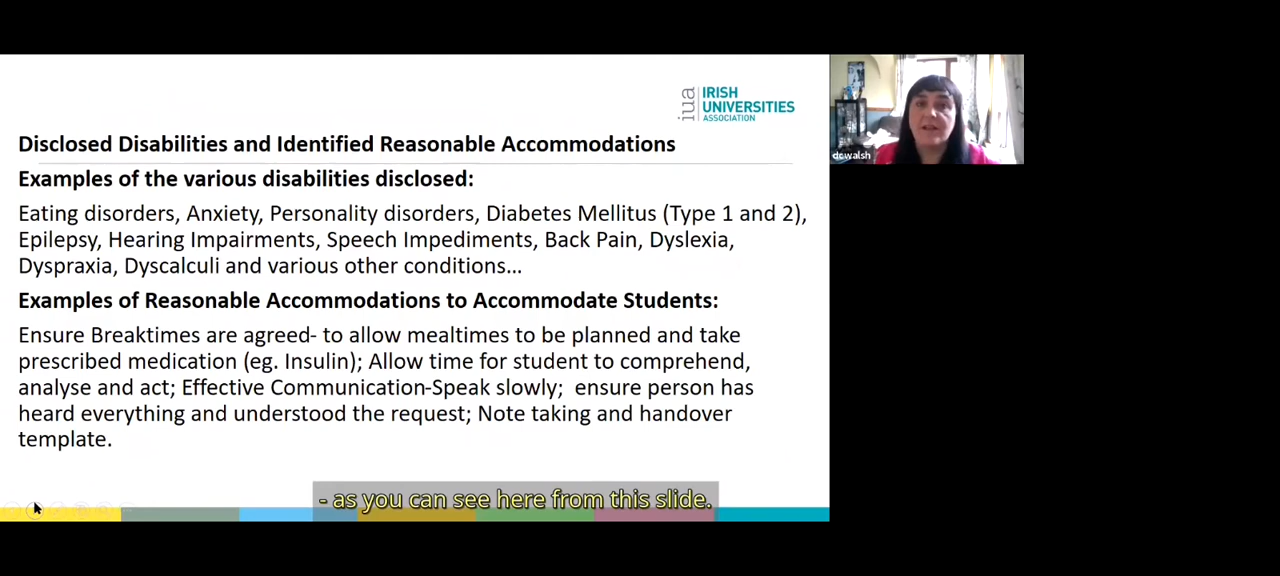 iua
IRISH
UNIVERSITIES
ASSOCIATION
Disclosed Disabilities and Identified Reasonable Accommodations
Examples of the various disabilities disclosed:
Eating disorders, Anxiety, Personality disorders, Diabetes Mellitus (Type 1 and 2),
Epilepsy, Hearing Impairments, Speech Impediments, Back Pain, Dyslexia,
Dyspraxia, Dyscalculi and various other conditions...
Examples of Reasonable Accommodations to Accommodate Students:
Ensure Breaktimes are agreed- to allow mealtimes to be planned and take
prescribed medication (eg. Insulin); Allow time for student to comprehend,
analyse and act; Effective Communication-Speak slowly;  ensure person has
heard everything and understood the request; Note taking and handover
template.
- as you can see here from this slide.
dcwalsh